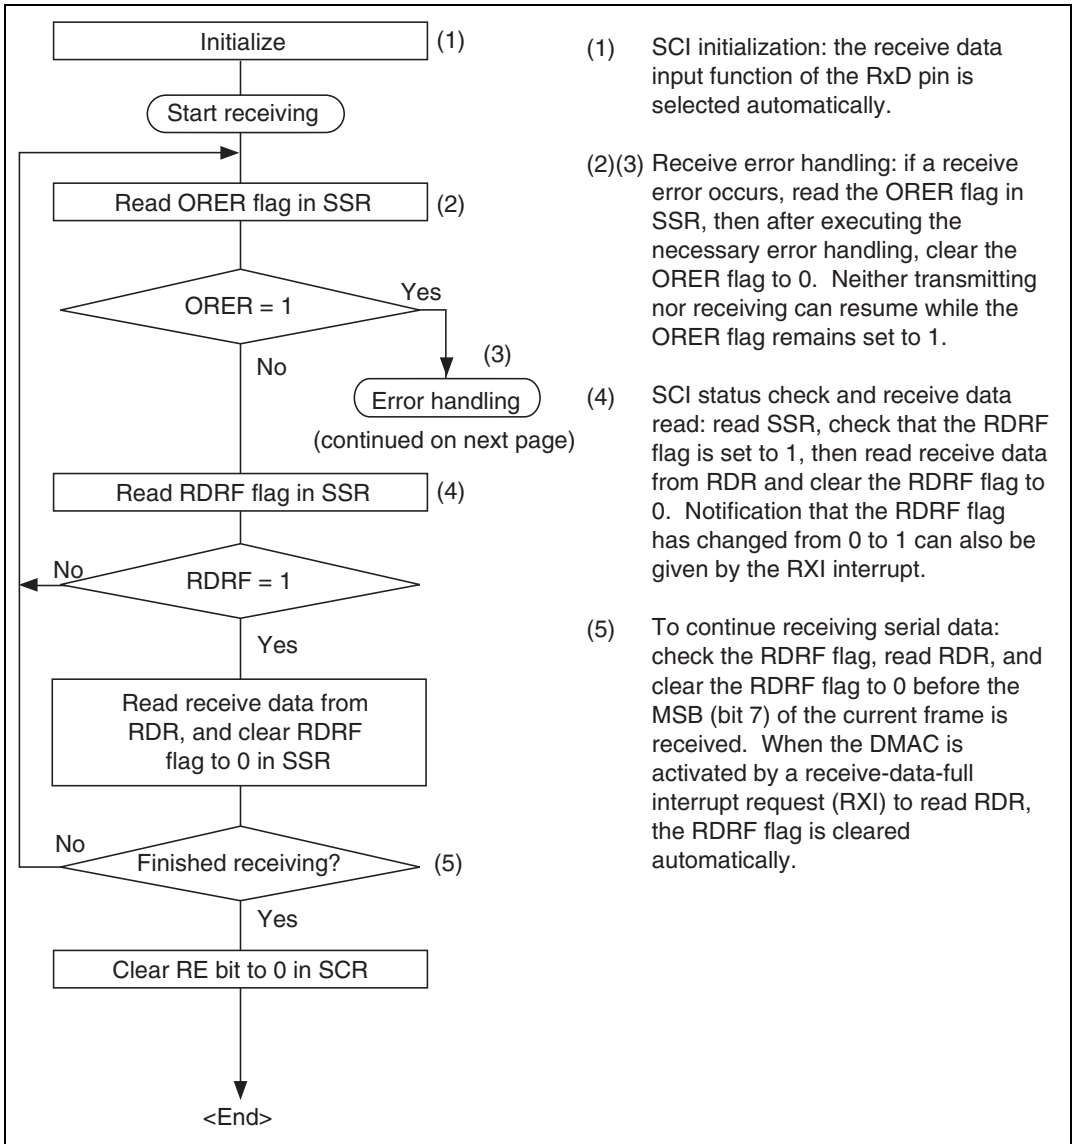 Initialize (1)
Start receiving
Read ORER flag in SSR (2)
ORER = 1
Yes
No
(3)
Error handling
(continued on next page)
Read RDRF flag in SSR (4)
No
RDRF = 1
Yes
Read receive data from
RDR, and clear RDRF
flag to 0 in SSR
No
Finished receiving? (5)
Yes
Clear RE bit to 0 in SCR
<End>
(1) SCI initialization: the receive data
input function of the RxD pin is
selected automatically.
(2)(3) Receive error handling: if a receive
error occurs, read the ORER flag in
SSR, then after executing the
necessary error handling, clear the
ORER flag to 0. Neither transmitting
nor receiving can resume while the
ORER flag remains set to 1.
(4) SCI status check and receive data
read: read SSR, check that the RDRF
flag is set to 1, then read receive data
from RDR and clear the RDRF flag to
0. Notification that the RDRF flag
has changed from 0 to 1 can also be
given by the RXI interrupt.
(5) To continue receiving serial data:
check the RDRF flag, read RDR, and
clear the RDRF flag to 0 before the
MSB (bit 7) of the current frame is
received. When the DMAC is
activated by a receive-data-full
interrupt request (RXI) to read RDR,
the RDRF flag is cleared
automatically.